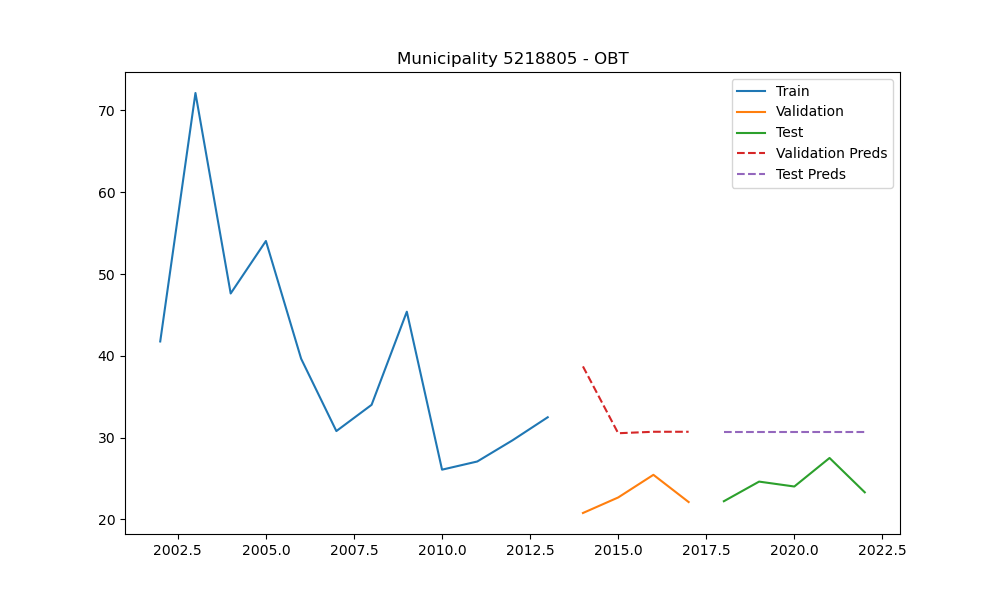 Municipality 5218805 - OBT
Train
Validation
Test
Validation Preds
Test Preds
70
60
50
40
30
20
2002.5 2005.0 2007.5 2010.0 2012.5 2015.0 2017.5 2020.0 2022.5